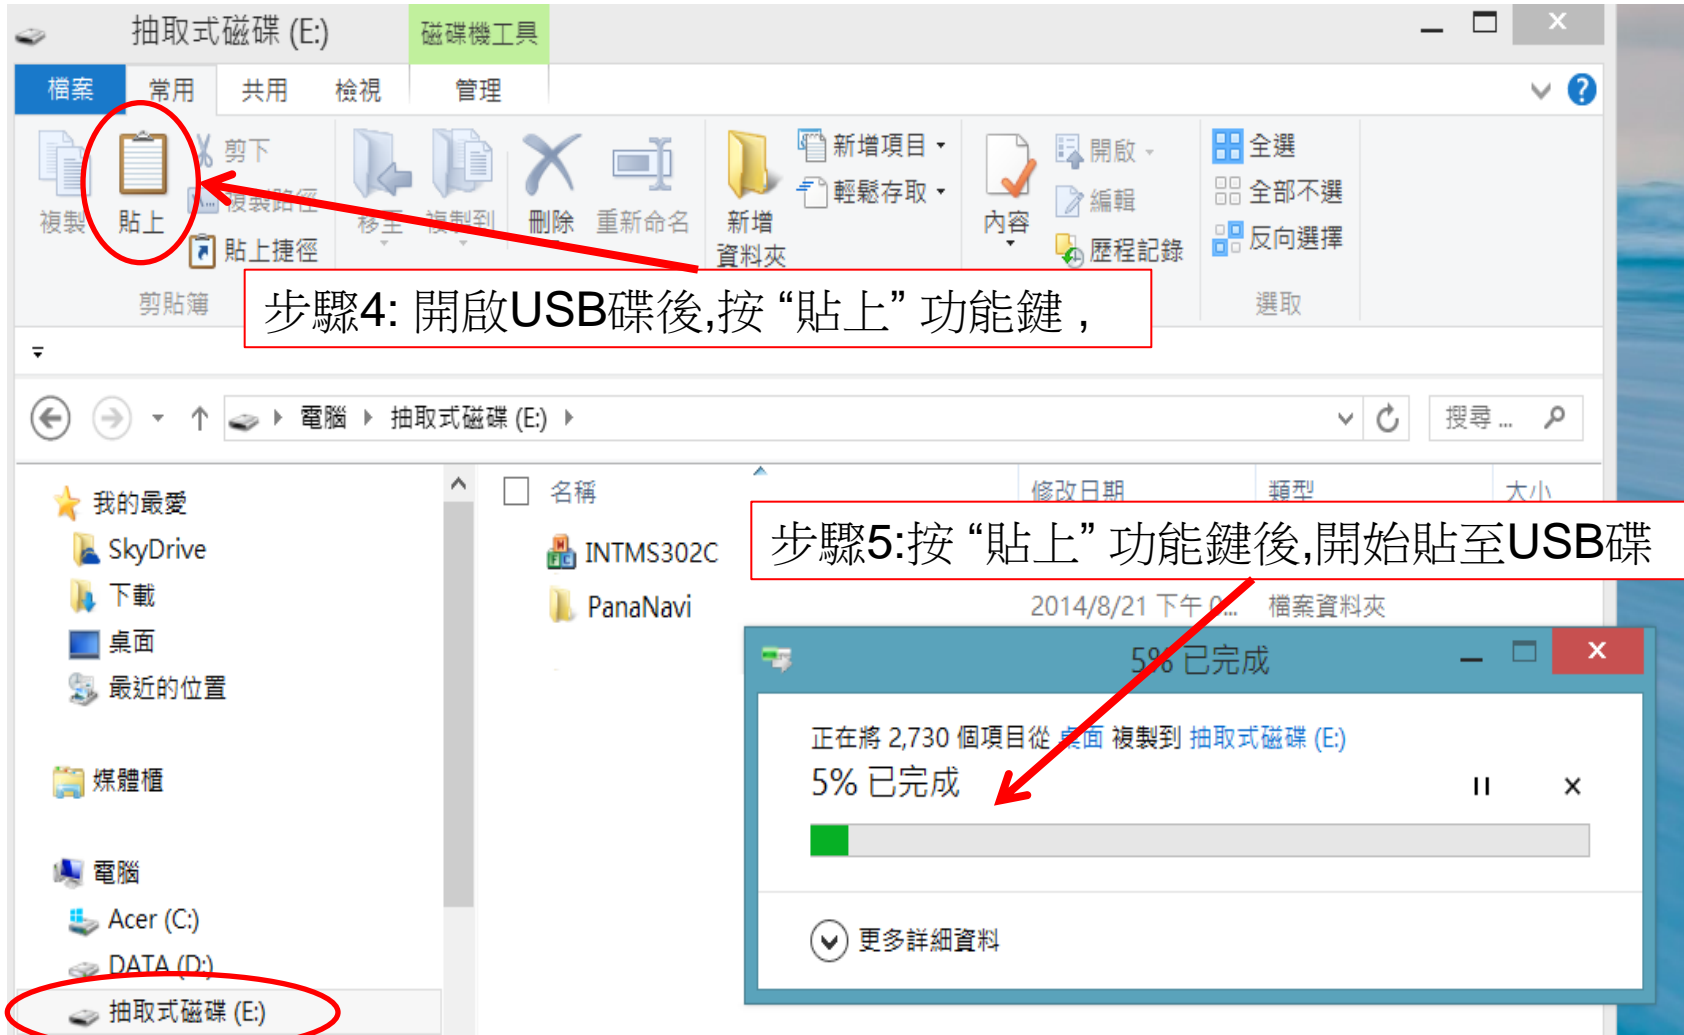 抽取式磁碟 (E:)
磁碟機工具
檔案 常用 共用 檢視 管理
複製
貼上
剪下
複製路徑
貼上捷徑
剪貼簿
移至
複製到
刪除
重新命名
新增
資料夾
新增項目
輕鬆存取
內容
開啟
編輯
歷程記錄
全選
全部不選
反向選擇
選取
步驟4: 開啟USB碟後,按 “貼上” 功能鍵 ,
電腦 抽取式磁碟 (E:)
搜尋 ...
我的最愛
SkyDrive
下載
桌面
最近的位置
媒體櫃
電腦
Acer (C:)
DATA (D:)
抽取式磁碟 (E:)
名稱 修改日期 類型 大小
步驟5:按 “貼上” 功能鍵後,開始貼至USB碟
INTMS302C
PanaNavi 2014/8/21 下午 0... 檔案資料夾
5% 已完成
正在將 2,730 個項目從 桌面 複製到 抽取式磁碟 (E:)
5% 已完成
更多詳細資料